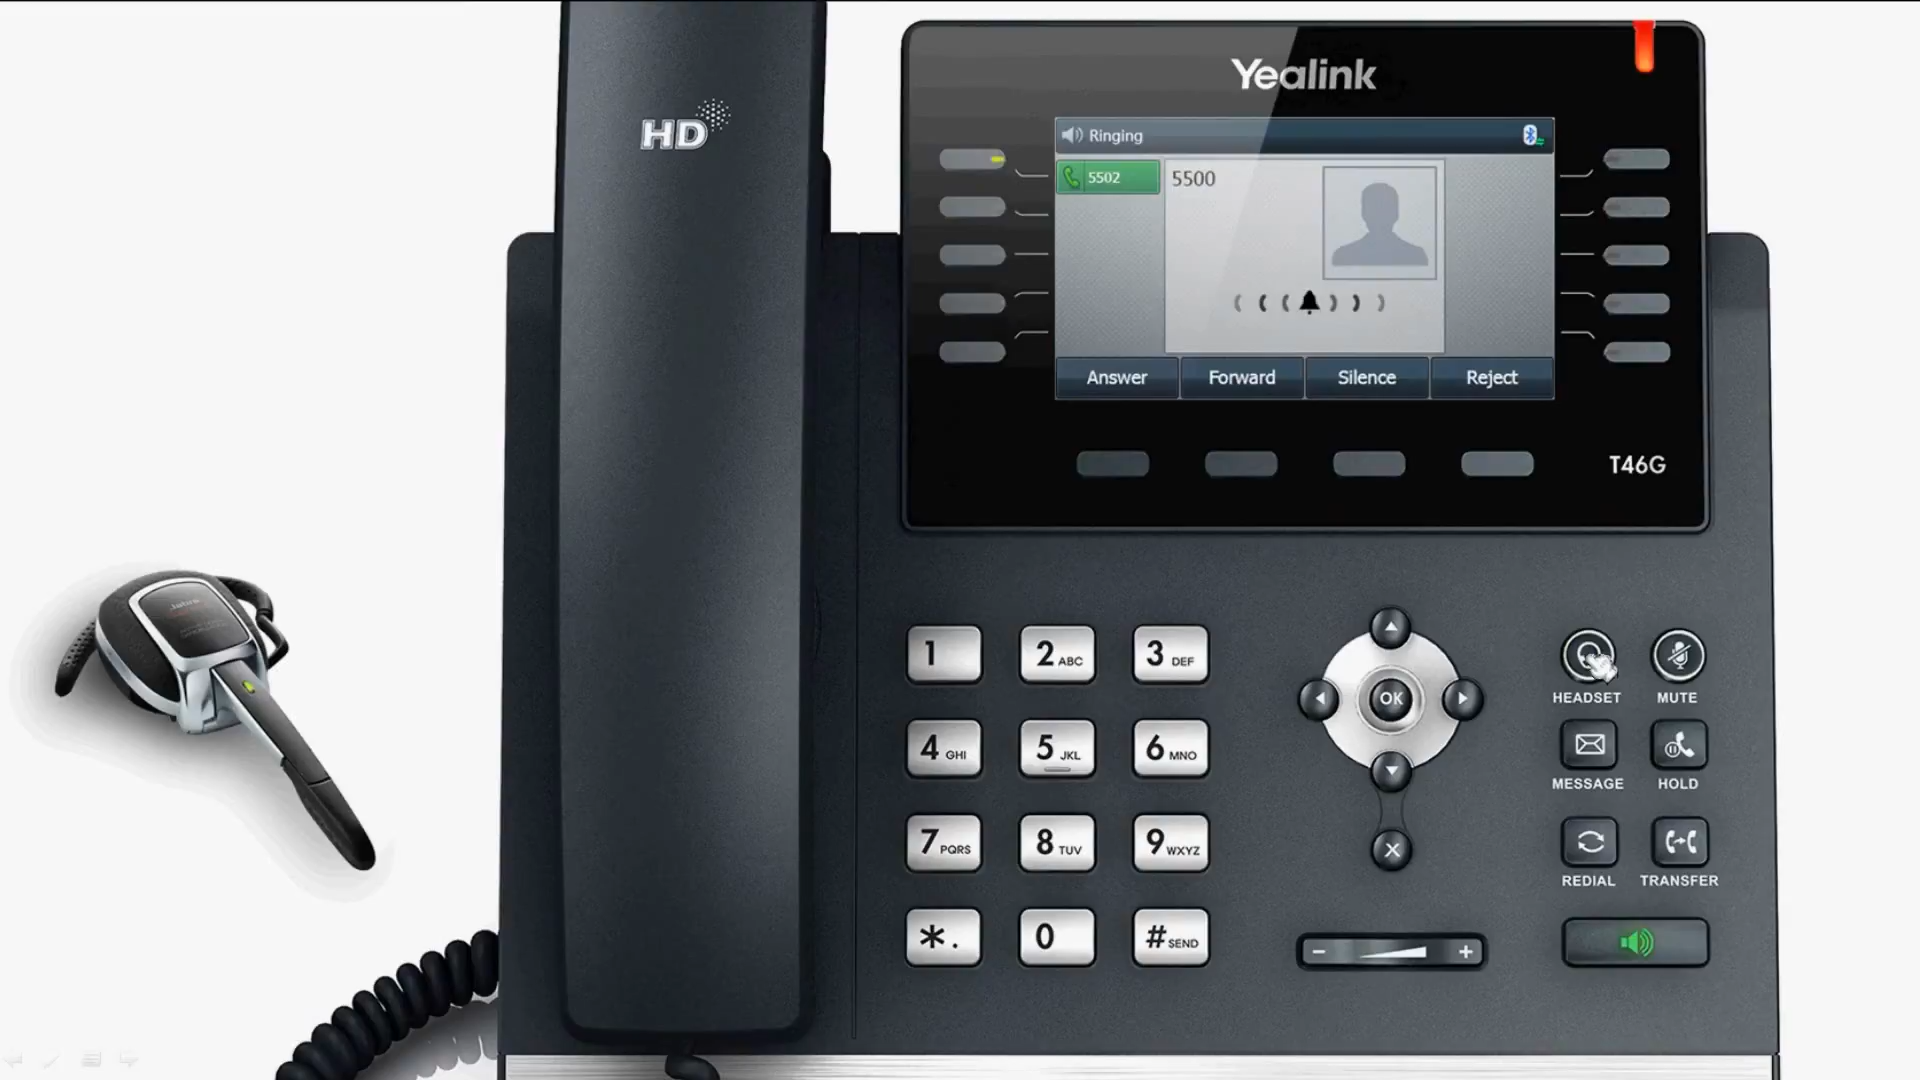 HD
Yealink
Ringing
5502
5500
Answer Forward Silence Reject
T46G
1
2 ABC
3 DEF
4 GHI
5 JKL
6 MNO
7 PQRS
8 TUV
9 WXYZ
*.
0
# SEND
OK
HEADSET MUTE
MESSAGE HOLD
REDIAL TRANSFER
Jabra